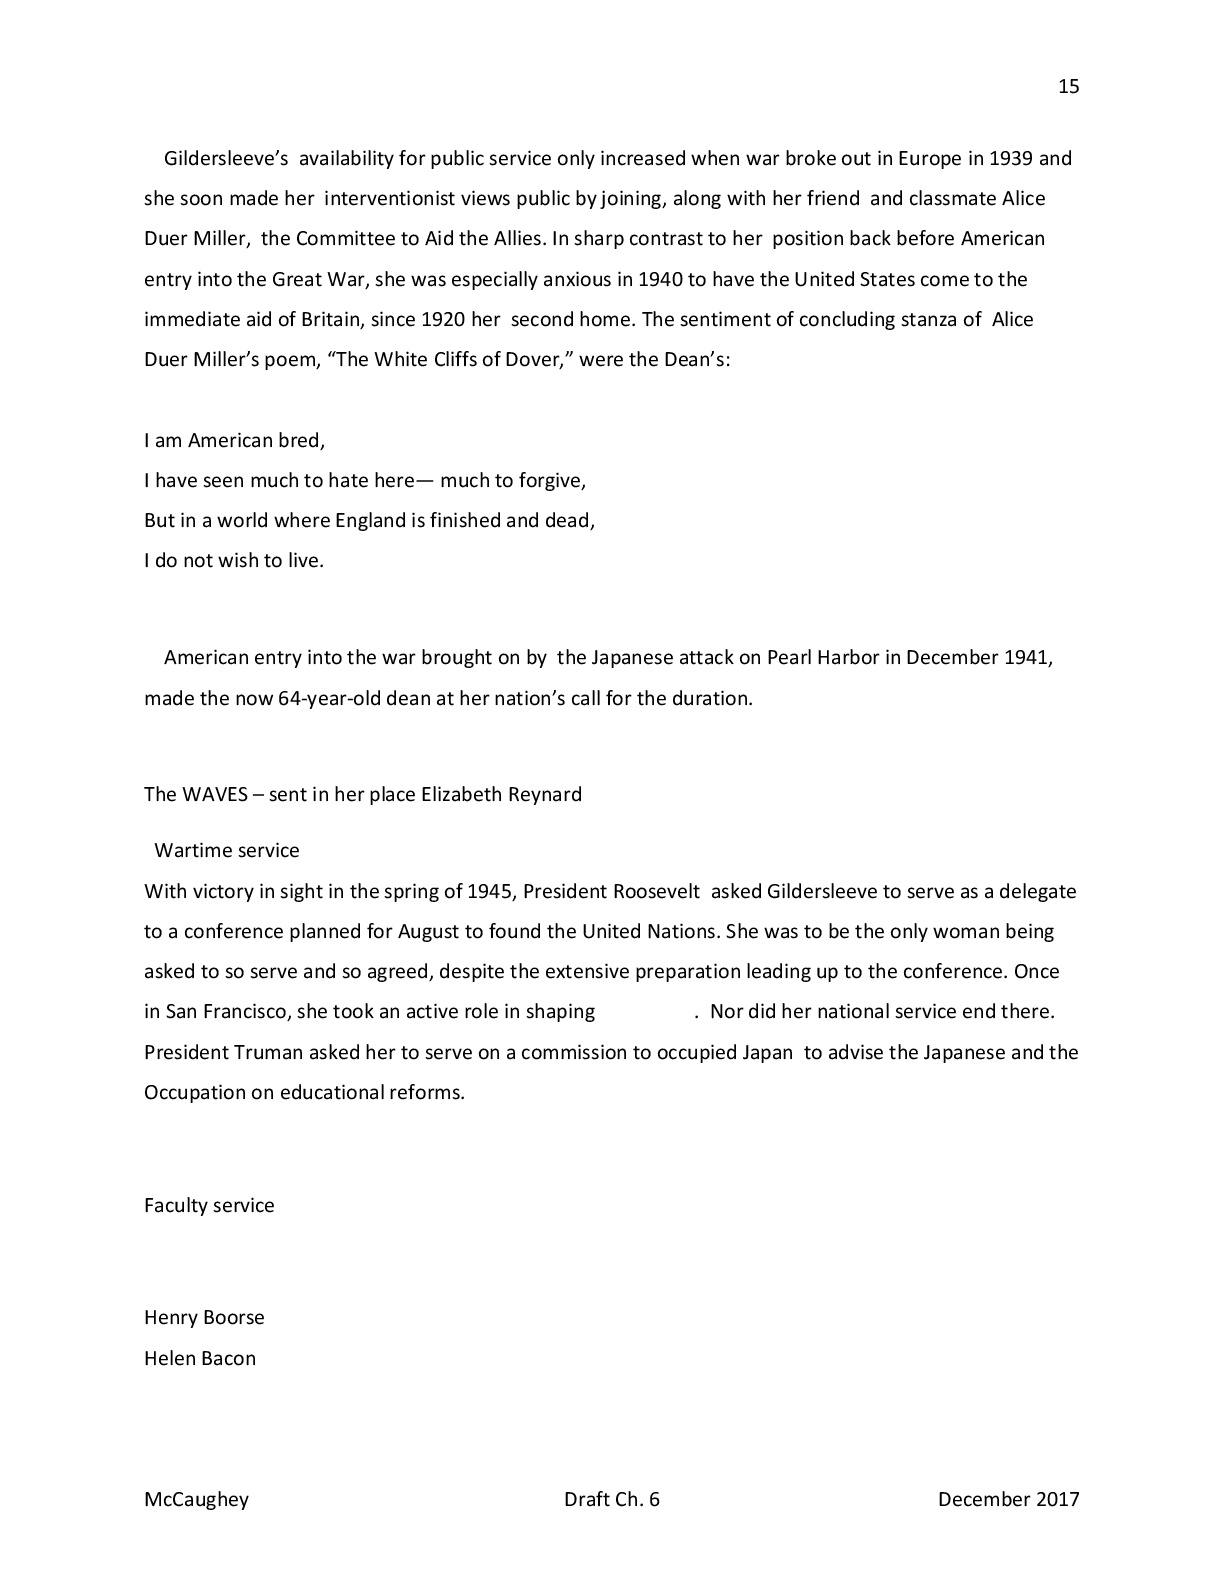 15
Gildersleeve’s  availability for public service only increased when war broke out in Europe in 1939 and
she soon made her  interventionist views public by joining, along with her friend  and classmate Alice
Duer Miller,  the Committee to Aid the Allies. In sharp contrast to her  position back before American
entry into the Great War, she was especially anxious in 1940 to have the United States come to the
immediate aid of Britain, since 1920 her  second home. The sentiment of concluding stanza of  Alice
Duer Miller’s poem, “The White Cliffs of Dover,” were the Dean’s:
I am American bred,
I have seen much to hate here— much to forgive,
But in a world where England is finished and dead,
I do not wish to live.
American entry into the war brought on by  the Japanese attack on Pearl Harbor in December 1941,
made the now 64-year-old dean at her nation’s call for the duration.
The WAVES – sent in her place Elizabeth Reynard
Wartime service
With victory in sight in the spring of 1945, President Roosevelt  asked Gildersleeve to serve as a delegate
to a conference planned for August to found the United Nations. She was to be the only woman being
asked to so serve and so agreed, despite the extensive preparation leading up to the conference. Once
in San Francisco, she took an active role in shaping                  .  Nor did her national service end there.
President Truman asked her to serve on a commission to occupied Japan  to advise the Japanese and the
Occupation on educational reforms.
Faculty service
Henry Boorse
Helen Bacon
McCaughey Draft Ch. 6 December 2017